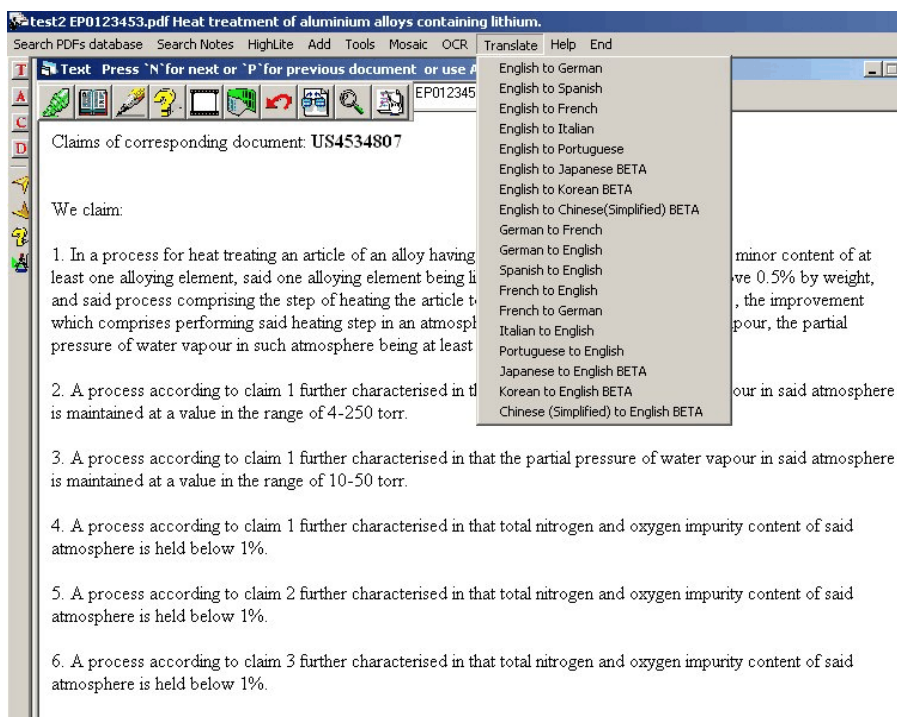 test2 EP0123453.pdf Heat treatment of aluminium alloys containing lithium.
Search PDFs database Search Notes HighLite Add Tools Mosaic OCR Translate Help End
Text Press `N`for next or `P`for previous document or use A
EP012345
T
A
C
D
English to German
English to Spanish
English to French
English to Italian
English to Portuguese
English to Japanese BETA
English to Korean BETA
English to Chinese(Simplified) BETA
German to French
German to English
Spanish to English
French to English
French to German
Italian to English
Portuguese to English
Japanese to English BETA
Korean to English BETA
Chinese (Simplified) to English BETA
Claims of corresponding document: US4534807
We claim:
1. In a process for heat treating an article of an alloy having minor content of at
least one alloying element, said one alloying element being li ve 0.5% by weight,
and said process comprising the step of heating the article t , the improvement
which comprises performing said heating step in an atmosph pour, the partial
pressure of water vapour in such atmosphere being at least
2. A process according to claim 1 further characterised in t our in said atmosphere
is maintained at a value in the range of 4-250 torr.
3. A process according to claim 1 further characterised in that the partial pressure of water vapour in said atmosphere
is maintained at a value in the range of 10-50 torr.
4. A process according to claim 1 further characterised in that total nitrogen and oxygen impurity content of said
atmosphere is held below 1%.
5. A process according to claim 2 further characterised in that total nitrogen and oxygen impurity content of said
atmosphere is held below 1%.
6. A process according to claim 3 further characterised in that total nitrogen and oxygen impurity content of said
atmosphere is held below 1%.